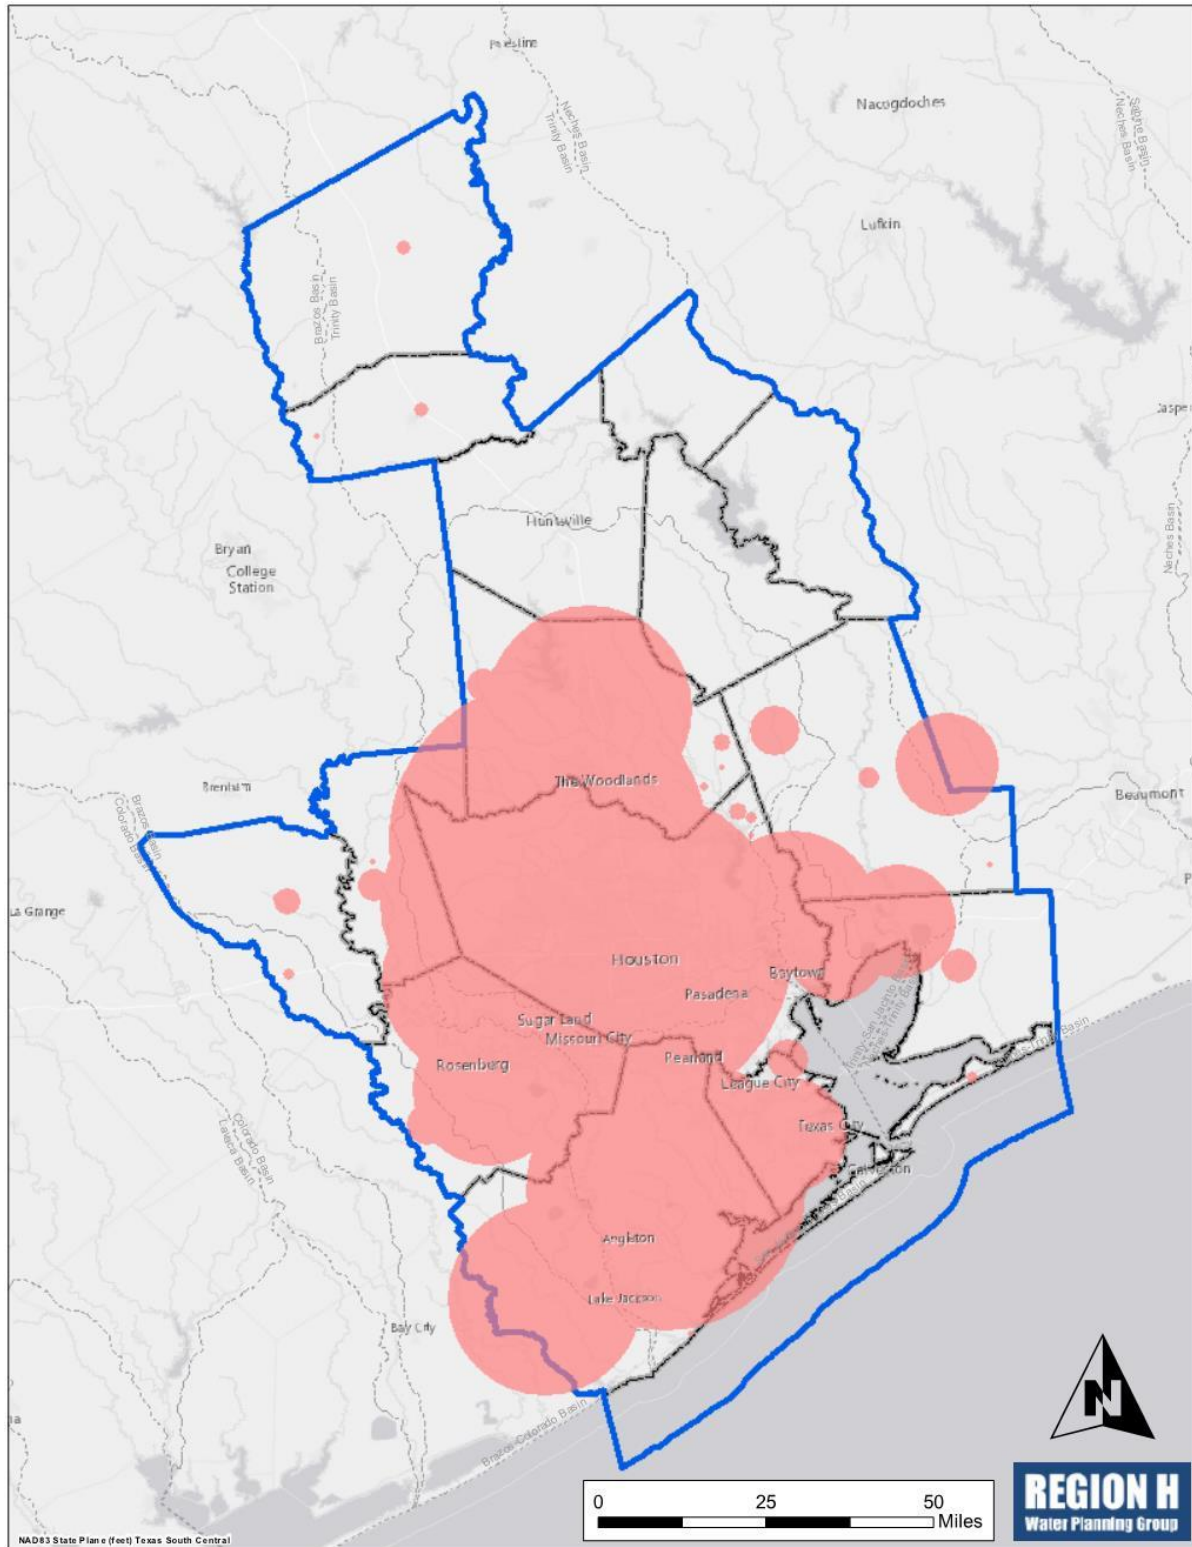 Palestine
Nacogdoches
Neches Basin
Trinity Basin
Sabine Basin
Neches Basin
Lufkin
Brazos Basin
Trinity Basin
Jasper
Huntsville
Neches Basin
Bryan
College
Station
The Woodlands
Brenham
Beaumont
Brazos Basin
Colorado Basin
La Grange
Houston
Baytown
Pasadena
Sugar Land
Missouri City
Pearland
Rosenburg
League City
Texas City
Galveston
Colorado Basin
Lavaca Basin
Angleton
Lake Jackson
Bay City
Brazos Colorado Basin
N
0 25 50
Miles
REGION H
Water Planning Group
NAD83 State Plane (feet) Texas South Central